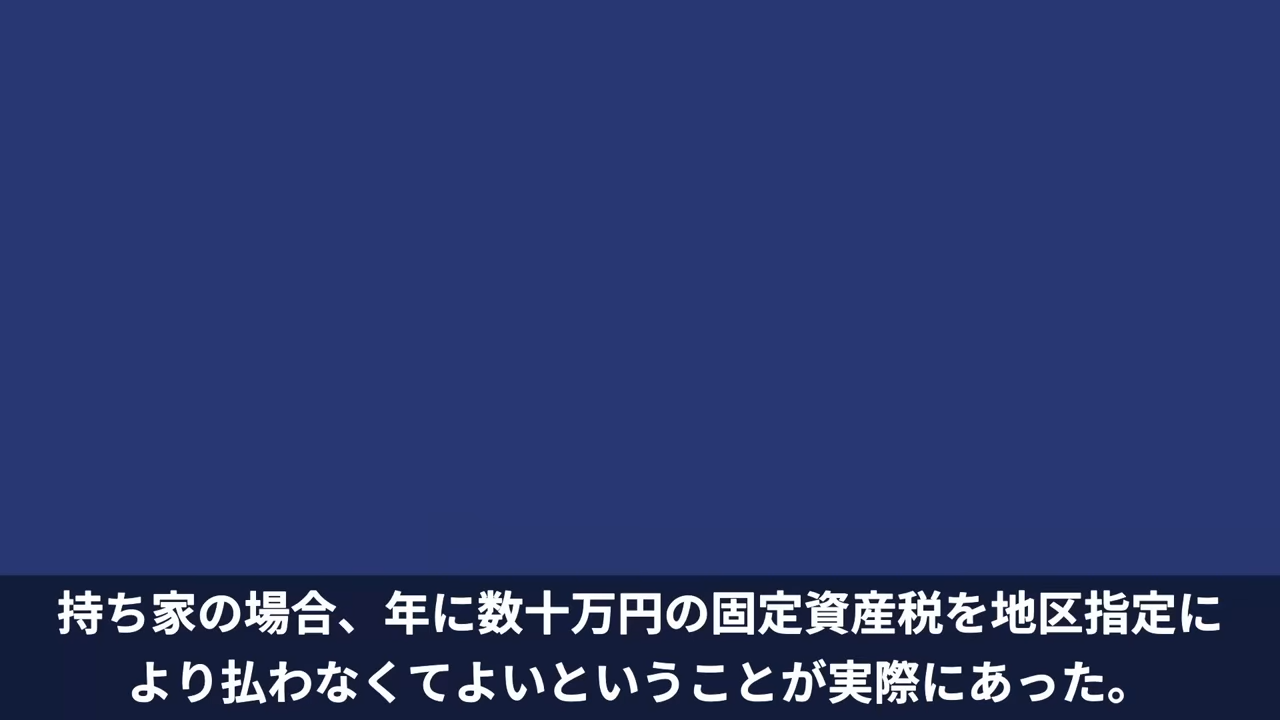 持ち家の場合、年に数十万円の固定資産税を地区指定に
より払わなくてよいということが実際にあった。